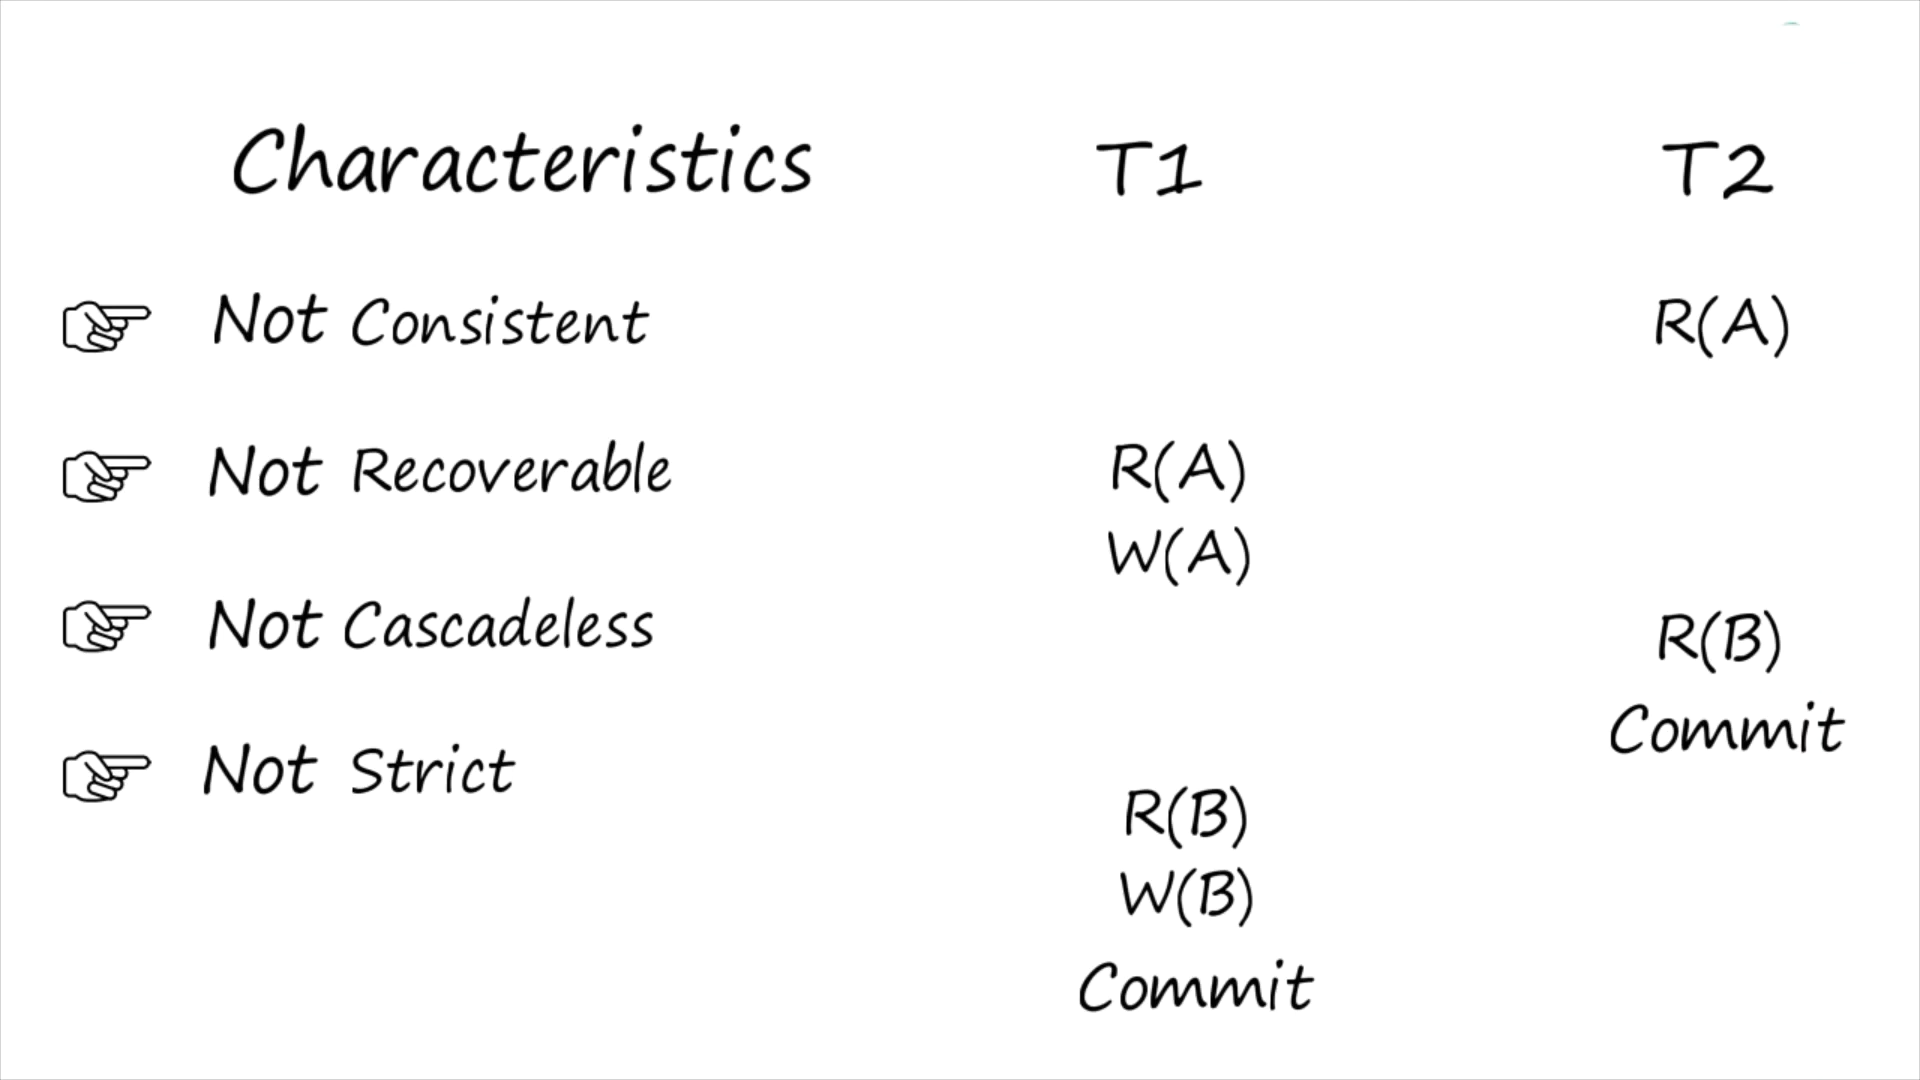 Characteristics T1 T2
Not Consistent R(A)
Not Recoverable R(A)
W(A)
Not Cascadeless R(B)
Commit
Not Strict
R(B)
W(B)
Commit